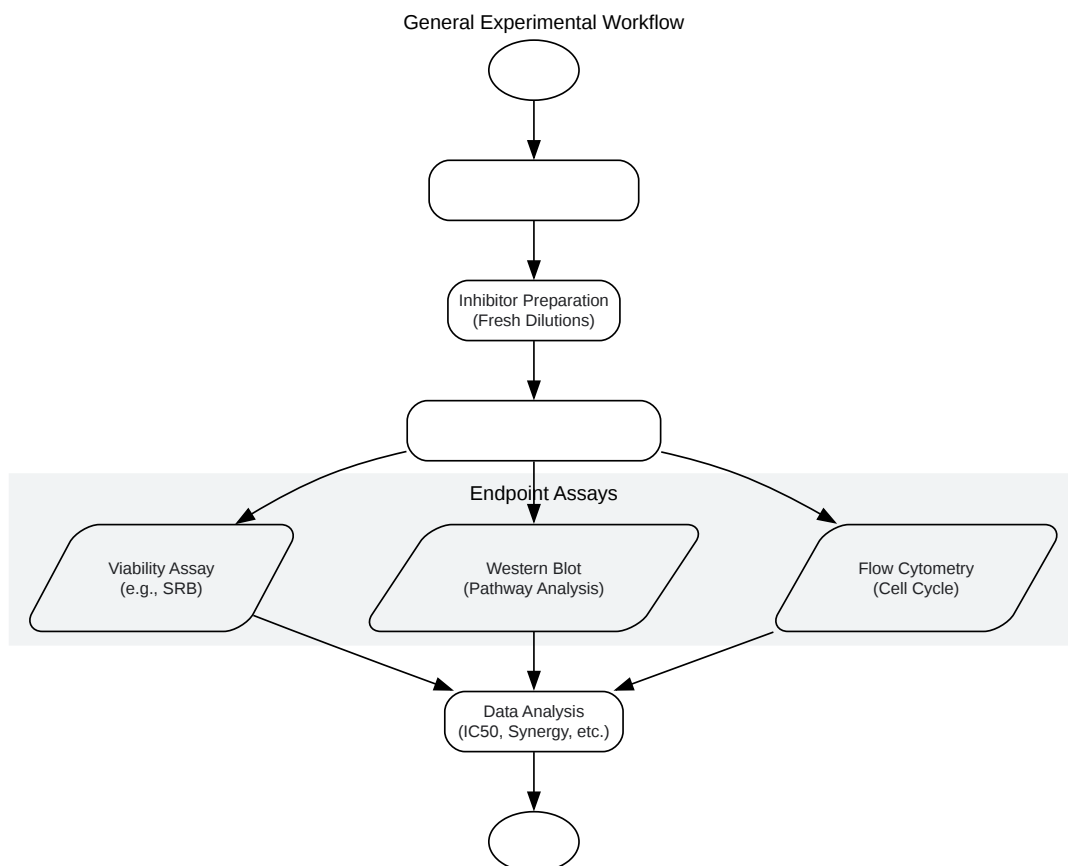 General Experimental Workflow
Inhibitor Preparation
(Fresh Dilutions)
Endpoint Assays
Viability Assay
(e.g., SRB)
Western Blot
(Pathway Analysis)
Flow Cytometry
(Cell Cycle)
Data Analysis
(IC50, Synergy, etc.)